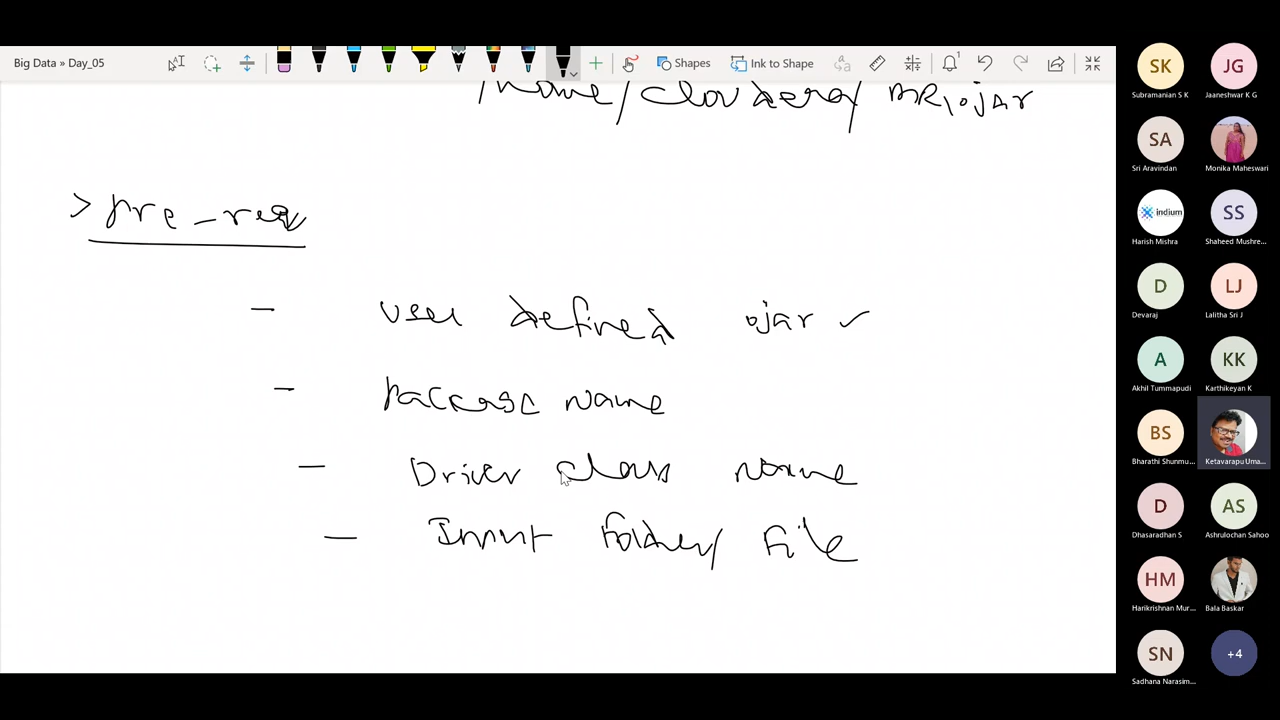 Big Data » Day_05
Shapes
Ink to Shape
/home/cloudera/MR1.jar
> pre-req
- user defined .jar ✓
- package name
- Driver class name
- Input folder/ file
SK
JG
Subramanian S K
Jaaneshwar K G
SA
Sri Aravindan
Monika Maheswari
indium
SS
Harish Mishra
Shaheed Mushre...
D
LJ
Devaraj
Lalitha Sri J
A
KK
Akhil Tummapudi
Karthikeyan K
BS
Bharathi Shunmu...
Ketavarapu Uma...
D
AS
Dhasaradhan S
Ashrulochan Sahoo
HM
Harikrishnan Mur...
Bala Baskar
SN
+4
Sadhana Narasim...